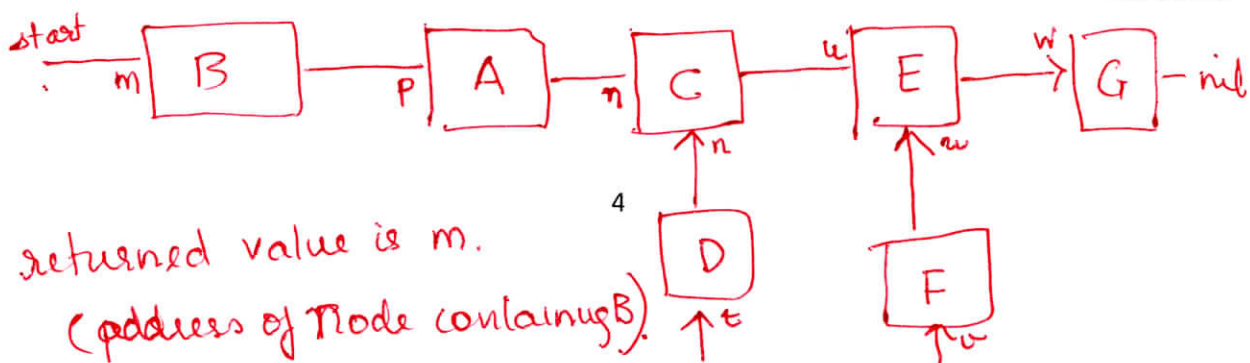 start
m B p A n C u E w G nil
n w
4
D F
returned value is m.
(address of Node containing B).
t v